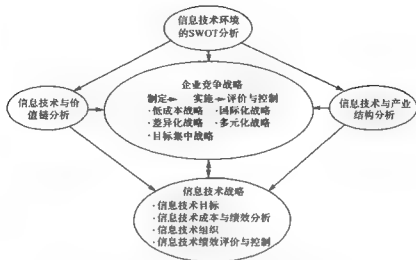 信息技术环境
的SWOT分析
企业竞争战略
制定 实施 评价与控制
·低成本战略 ·国际化战略
·差异化战略 ·多元化战略
·目标集中战略
信息技术与价
值链分析
信息技术与产业
结构分析
信息技术战略
·信息技术目标
·信息技术成本与绩效分析
·信息技术组织
·信息技术绩效评价与控制